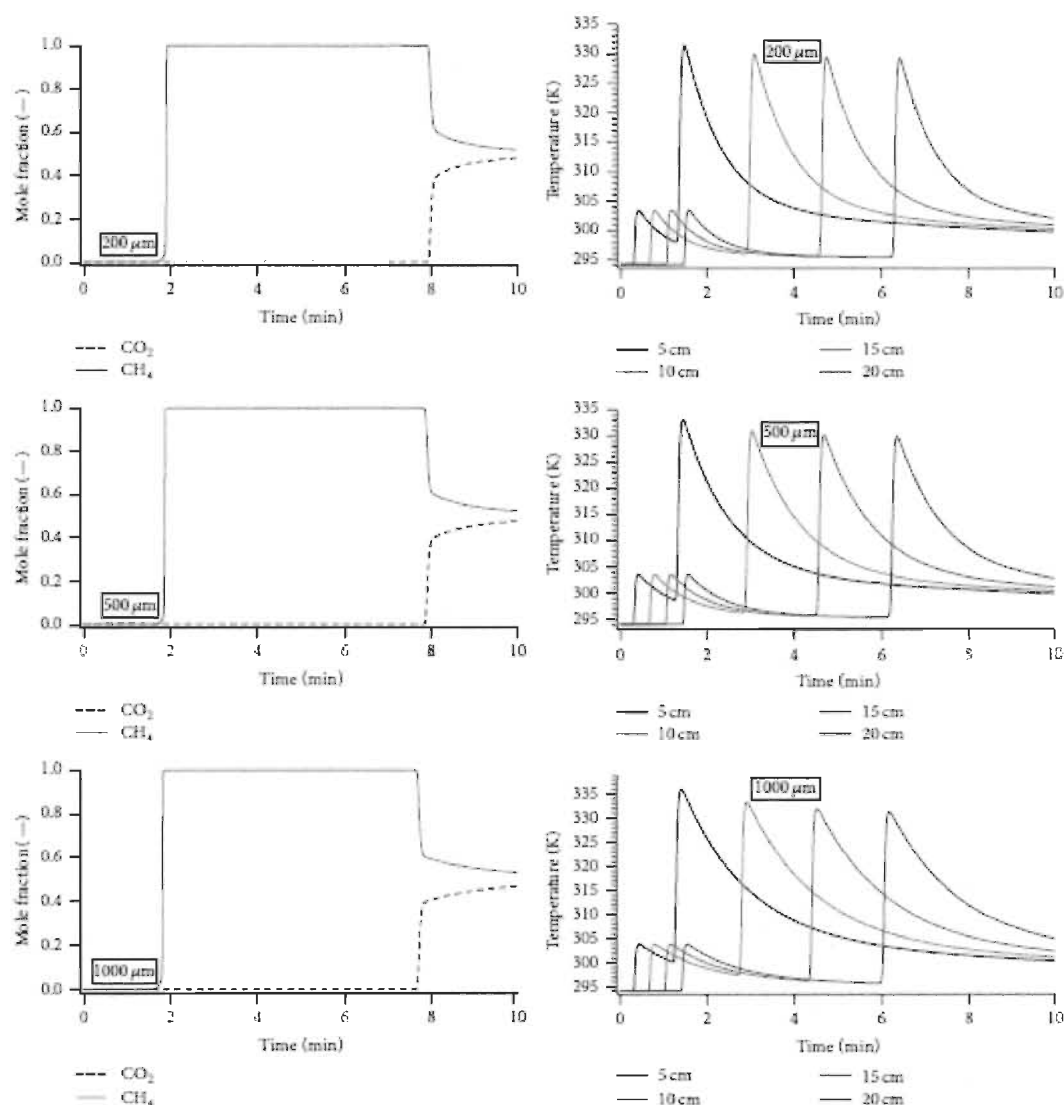 Mole fraction (—)
1.0
0.8
0.6
0.4
0.2
0.0
200 μm
0 2 4 6 8 10
Time (min)
CO₂
CH₄
Temperature (K)
335
330
325
320
315
310
305
300
295
200 μm
0 2 4 6 8 10
Time (min)
5 cm 15 cm
10 cm 20 cm
Mole fraction (—)
1.0
0.8
0.6
0.4
0.2
0.0
500 μm
0 2 4 6 8 10
Time (min)
CO₂
CH₄
Temperature (K)
335
330
325
320
315
310
305
300
295
500 μm
0 2 4 6 8 10
Time (min)
5 cm 15 cm
10 cm 20 cm
Mole fraction (—)
1.0
0.8
0.6
0.4
0.2
0.0
1000 μm
0 2 4 6 8 10
Time (min)
CO₂
CH₄
Temperature (K)
335
330
325
320
315
310
305
300
295
1000 μm
0 2 4 6 8 10
Time (min)
5 cm 15 cm
10 cm 20 cm